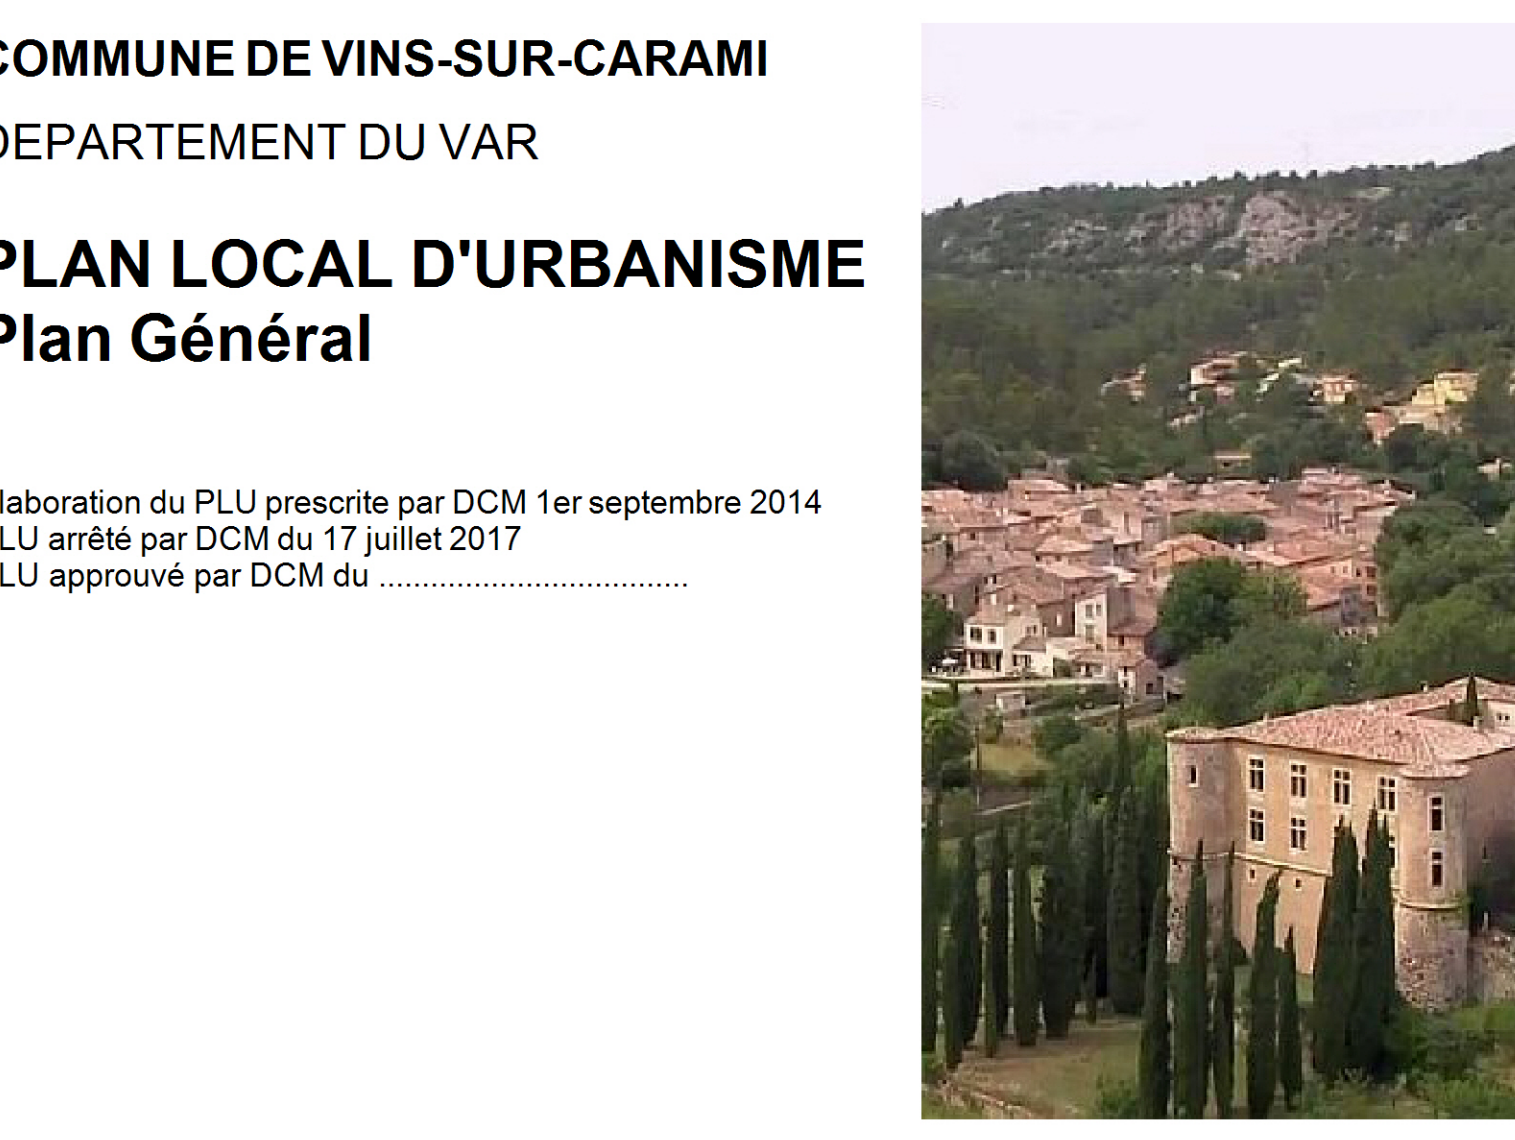 COMMUNE DE VINS-SUR-CARAMI
DEPARTEMENT DU VAR
PLAN LOCAL D'URBANISME
Plan Général
laboration du PLU prescrite par DCM 1er septembre 2014
LU arrêté par DCM du 17 juillet 2017
LU approuvé par DCM du ...................................